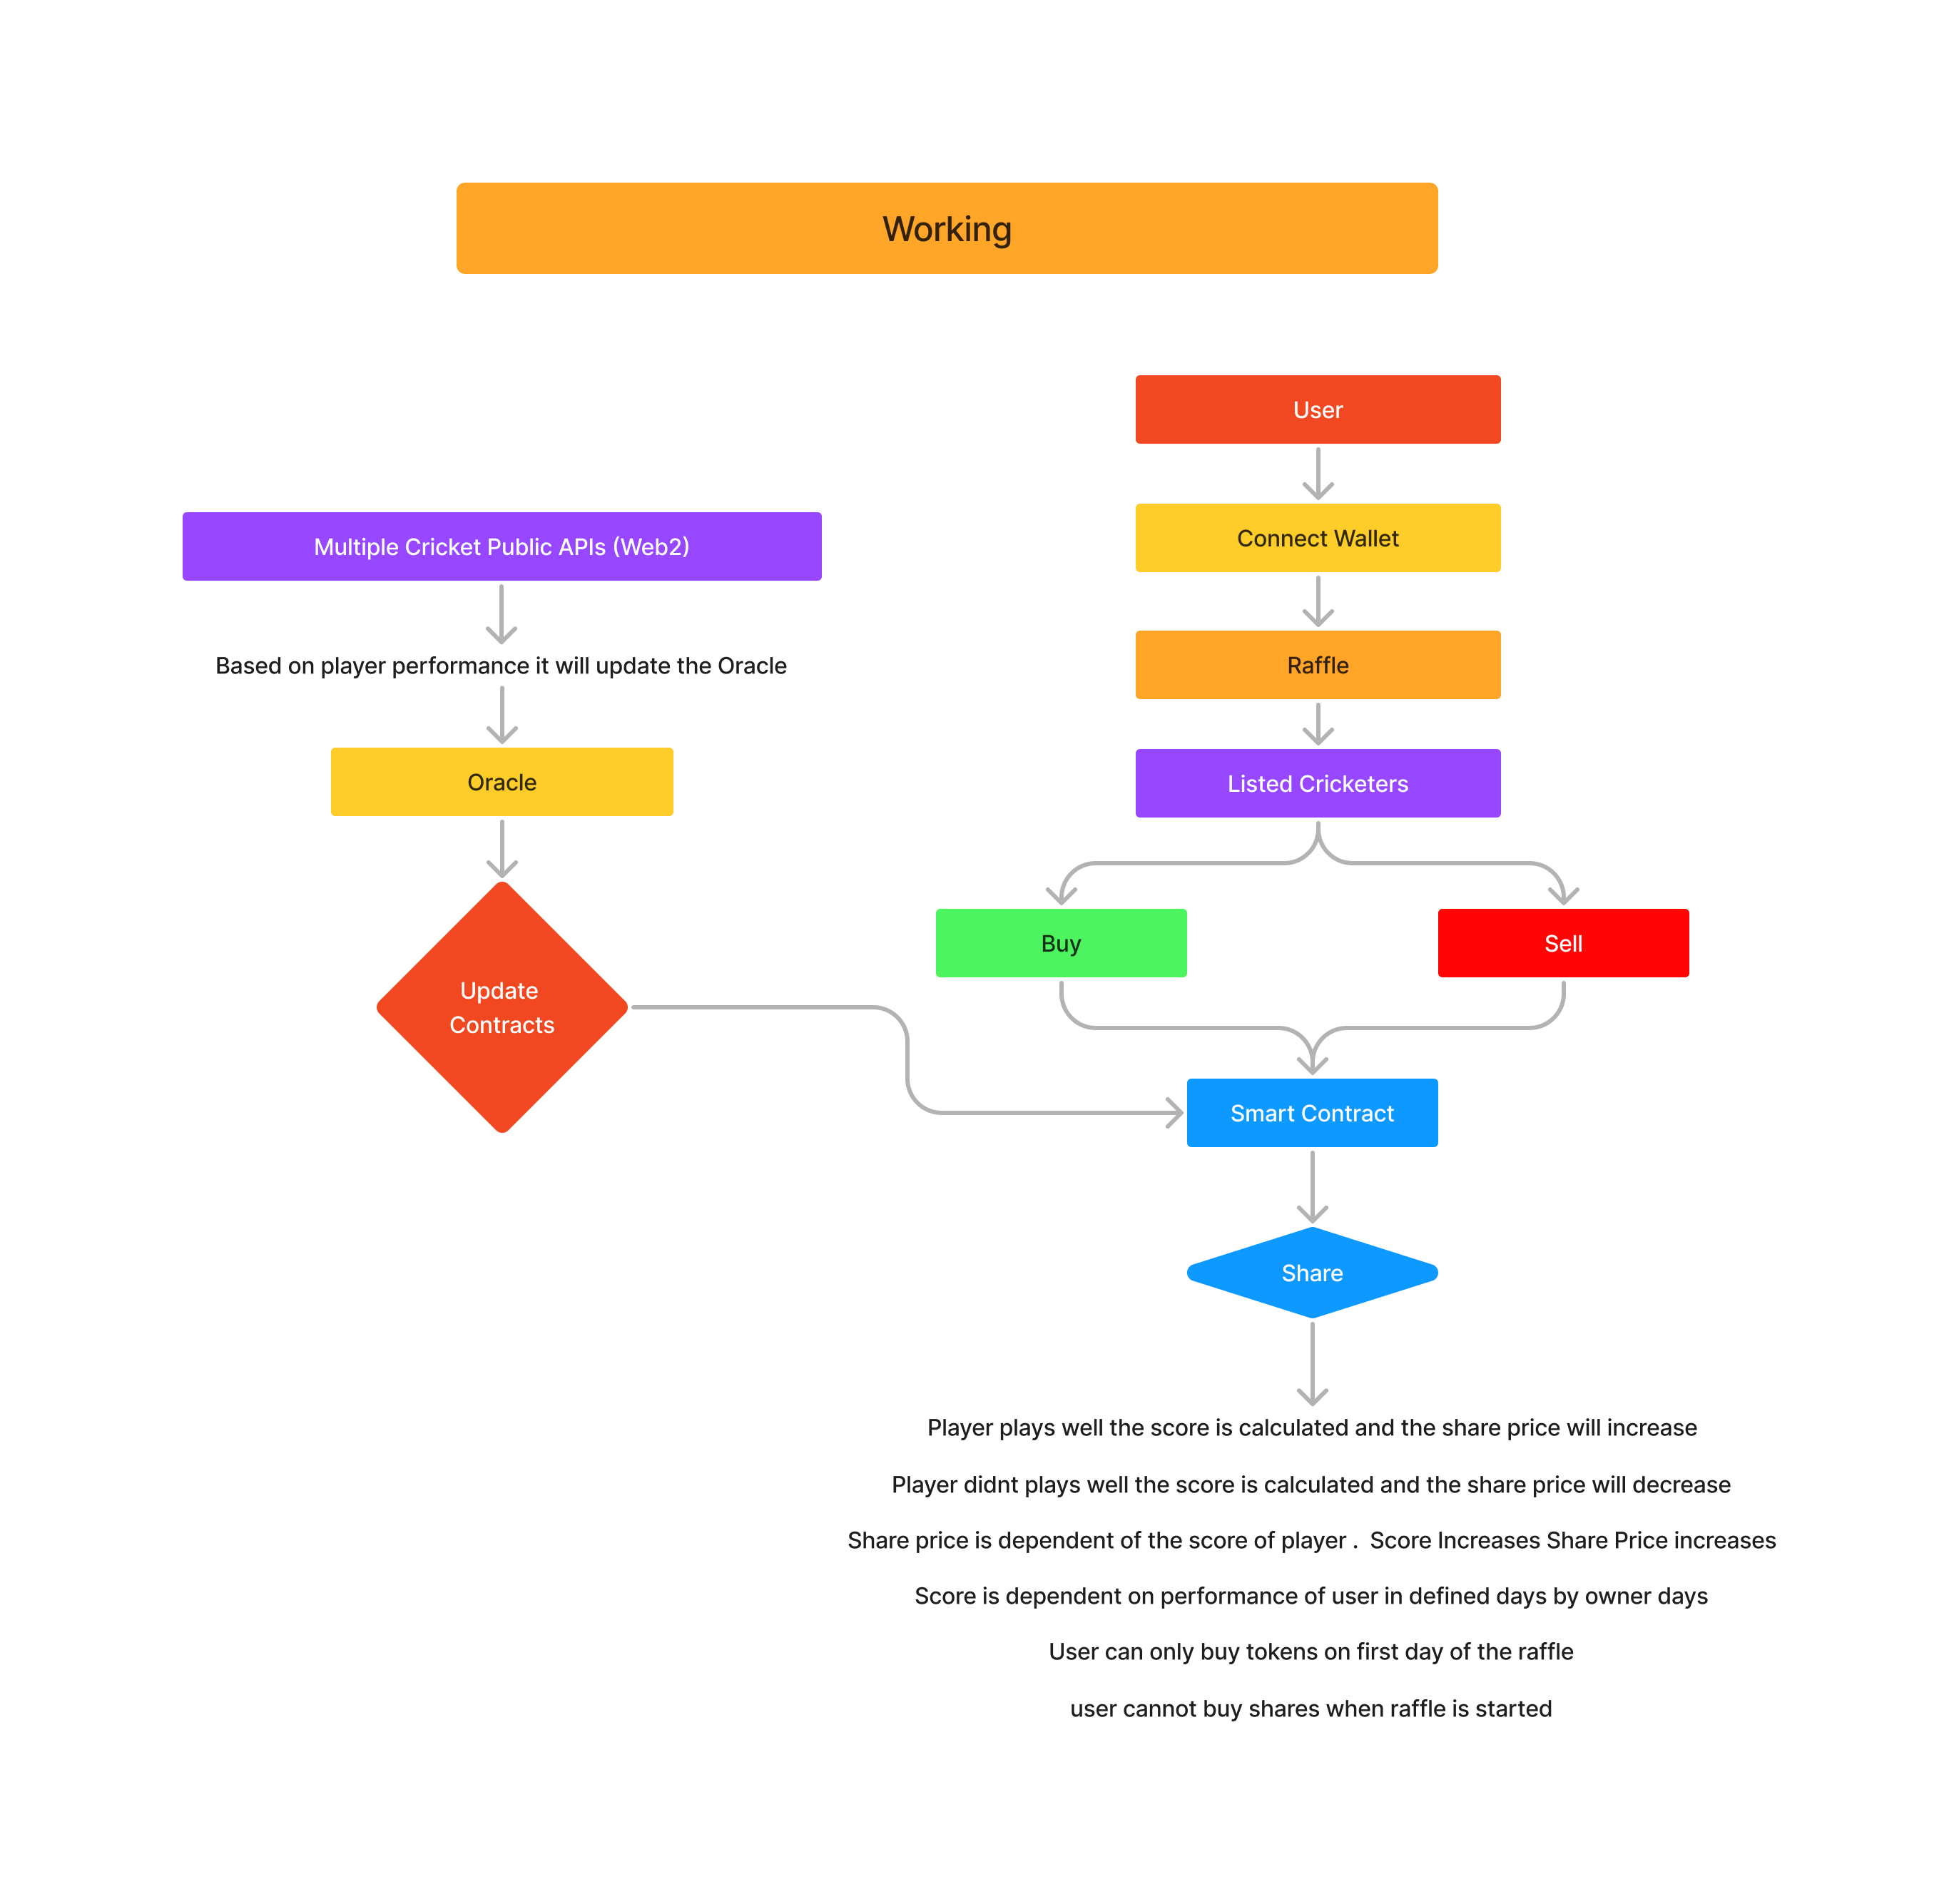 Working
User
Connect Wallet
Multiple Cricket Public APIs (Web2)
Based on player performance it will update the Oracle
Raffle
Oracle
Listed Cricketers
Buy
Sell
Update
Contracts
Smart Contract
Share
Player plays well the score is calculated and the share price will increase
Player didnt plays well the score is calculated and the share price will decrease
Share price is dependent of the score of player .  Score Increases Share Price increases
Score is dependent on performance of user in defined days by owner days
User can only buy tokens on first day of the raffle
user cannot buy shares when raffle is started